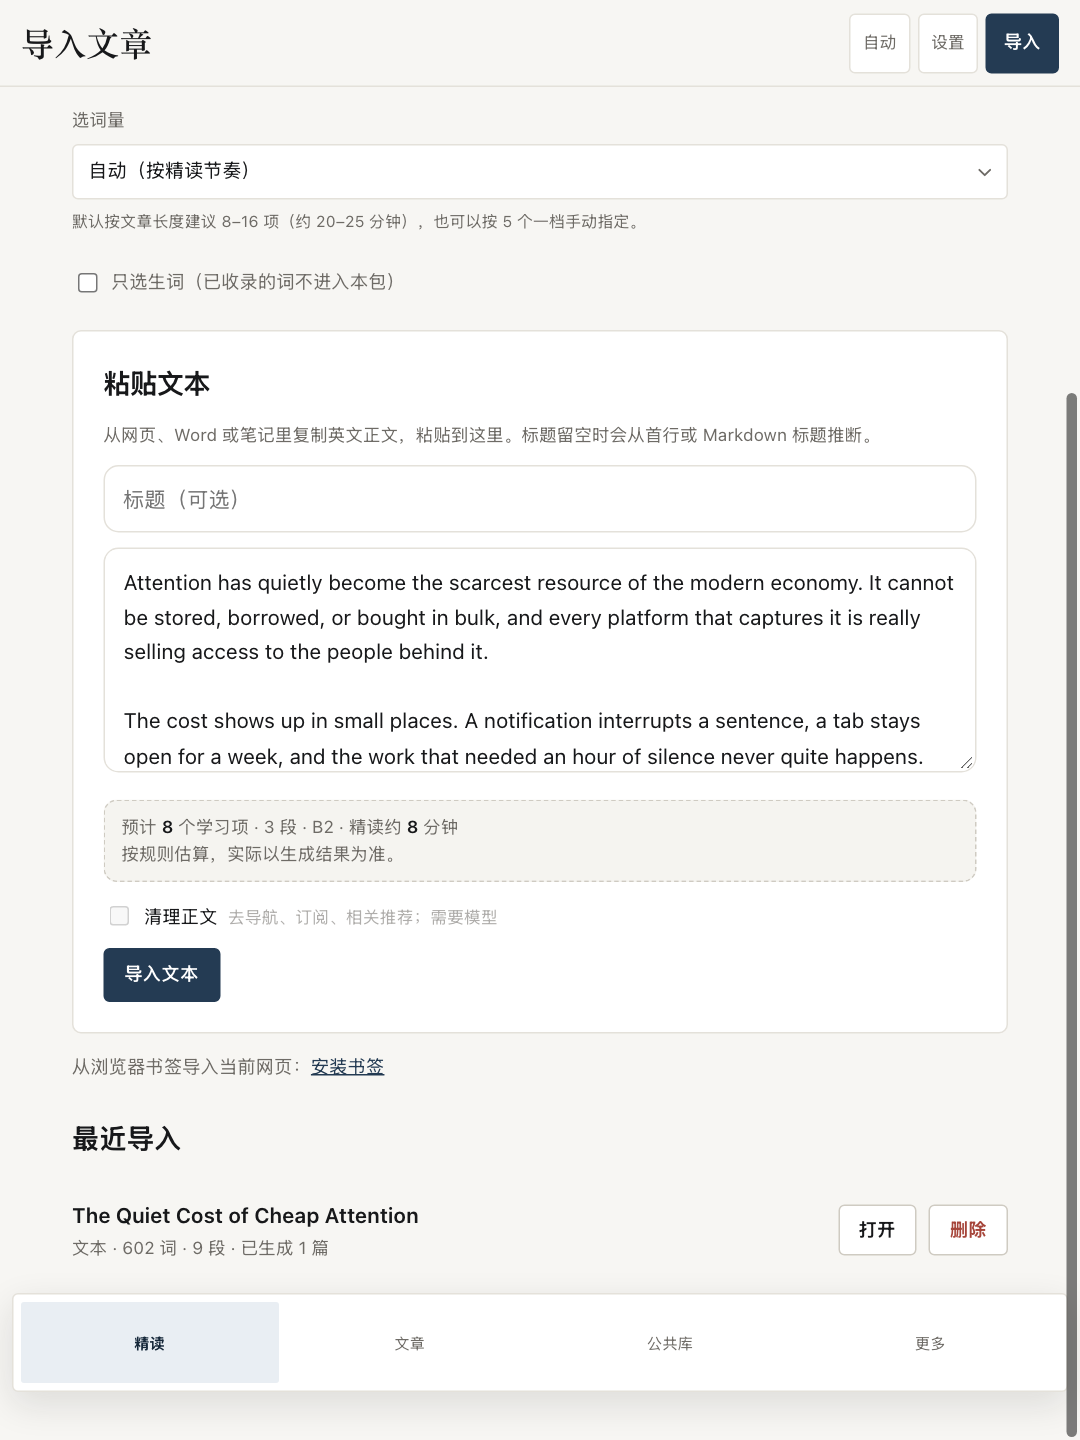 导入文章
自动
设置
导入
选词量
自动（按精读节奏）
默认按文章长度建议 8–16 项（约 20–25 分钟），也可以按 5 个一档手动指定。
只选生词（已收录的词不进入本包）
粘贴文本
从网页、Word 或笔记里复制英文正文，粘贴到这里。标题留空时会从首行或 Markdown 标题推断。
标题（可选）
Attention has quietly become the scarcest resource of the modern economy. It cannot
be stored, borrowed, or bought in bulk, and every platform that captures it is really
selling access to the people behind it.
The cost shows up in small places. A notification interrupts a sentence, a tab stays
open for a week, and the work that needed an hour of silence never quite happens.
预计 8 个学习项 · 3 段 · B2 · 精读约 8 分钟
按规则估算，实际以生成结果为准。
清理正文 去导航、订阅、相关推荐；需要模型
导入文本
从浏览器书签导入当前网页：安装书签
最近导入
The Quiet Cost of Cheap Attention
文本 · 602 词 · 9 段 · 已生成 1 篇
打开
删除
精读
文章
公共库
更多